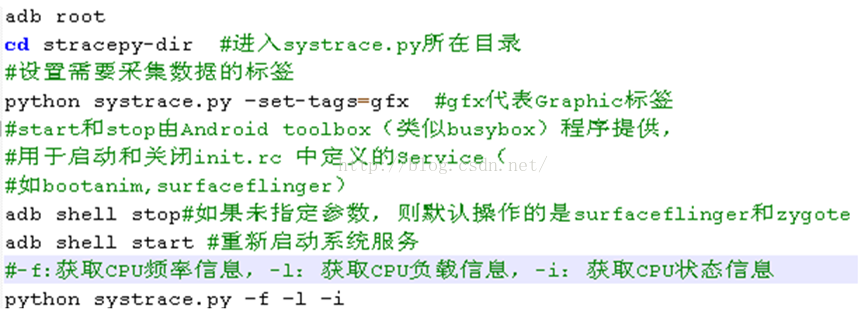 adb root
cd stracepy-dir  #进入systrace.py所在目录
#设置需要采集数据的标签
python systrace.py -set-tags=gfx  #gfx代表Graphic标签
#start和stop由Android toolbox（类似busybox）程序提供，
#用于启动和关闭init.rc 中定义的Service（
http://blog.csdn.net/
#如bootanim,surfaceflinger）
adb shell stop#如果未指定参数，则默认操作的是surfaceflinger和zygote
adb shell start #重新启动系统服务
#-f:获取CPU频率信息，-l：获取CPU负载信息，-i：获取CPU状态信息
python systrace.py -f -l -i